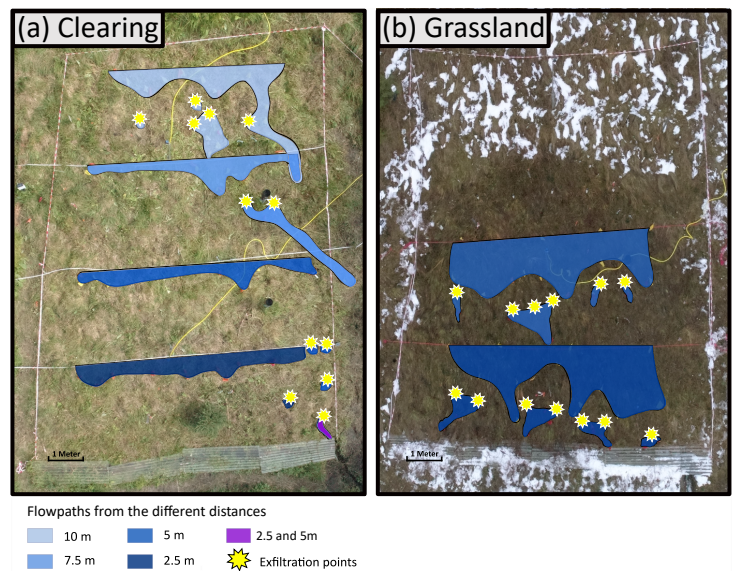 (a) Clearing
(b) Grassland
1 Meter
1 Meter
Flowpaths from the different distances
10 m
5 m
2.5 and 5m
7.5 m
2.5 m
Exfiltration points